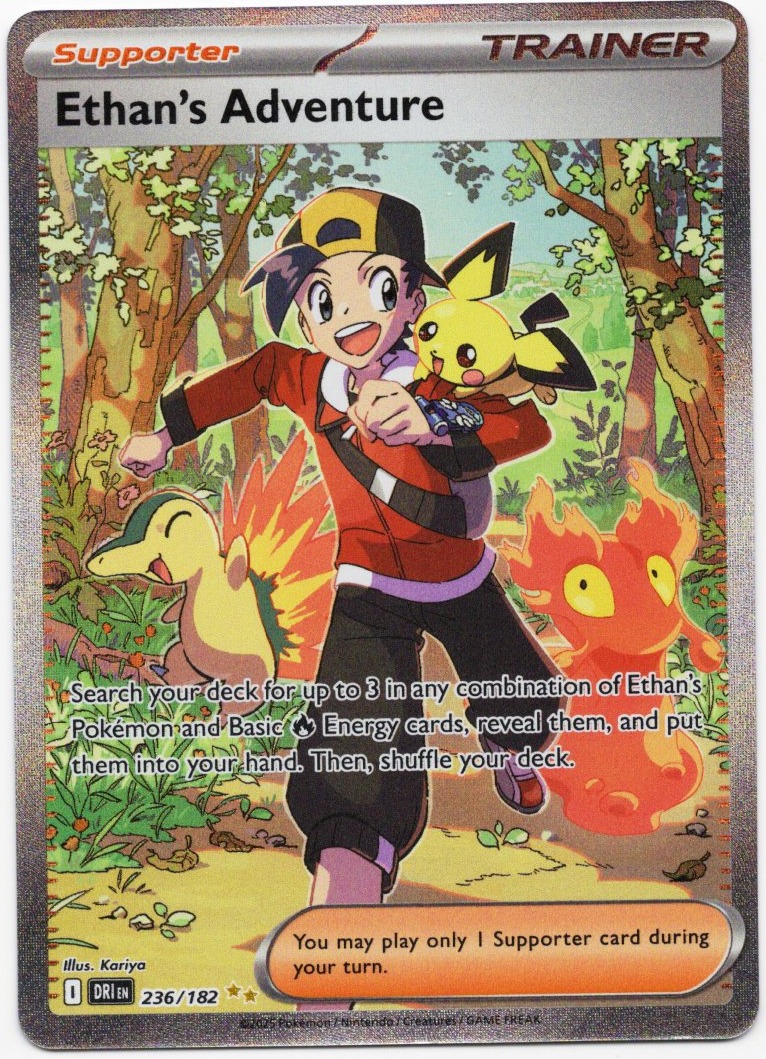 Supporter
TRAINER
Ethan's Adventure
Search your deck for up to 3 in any combination of Ethan's
Pokémon and Basic Energy cards, reveal them, and put
them into your hand. Then, shuffle your deck.
You may play only 1 Supporter card during
your turn.
Illus. Kariya
I DRI EN 236/182
©2025 Pokémon / Nintendo / Creatures / GAME FREAK